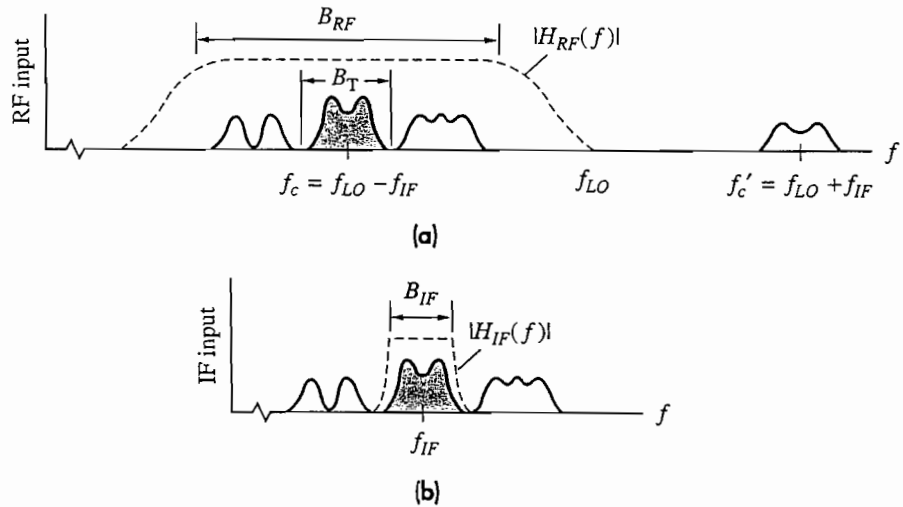 B_RF
|H_RF(f)|
RF input
B_T
f
f_c = f_LO − f_IF
f_LO
f_c' = f_LO + f_IF
(a)
B_IF
|H_IF(f)|
IF input
f
f_IF
(b)